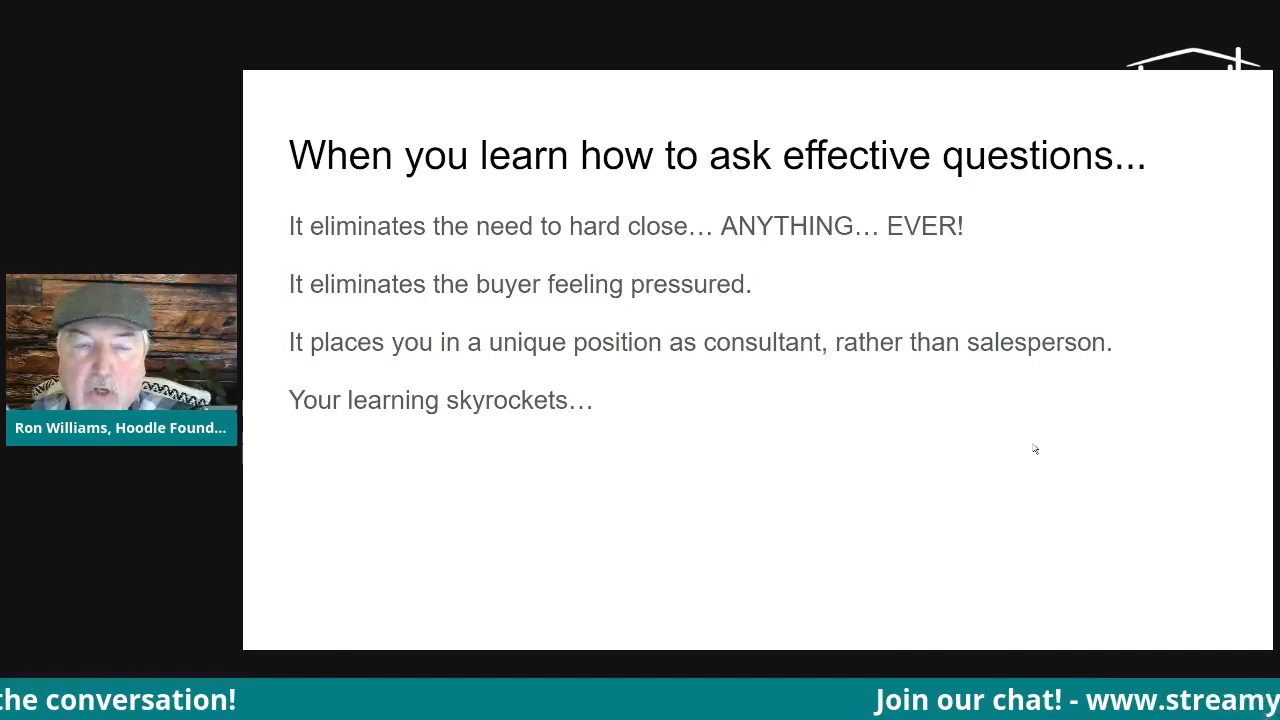 When you learn how to ask effective questions...
It eliminates the need to hard close… ANYTHING… EVER!
It eliminates the buyer feeling pressured.
It places you in a unique position as consultant, rather than salesperson.
Your learning skyrockets…
Ron Williams, Hoodle Found...
the conversation!
Join our chat! - www.streamy